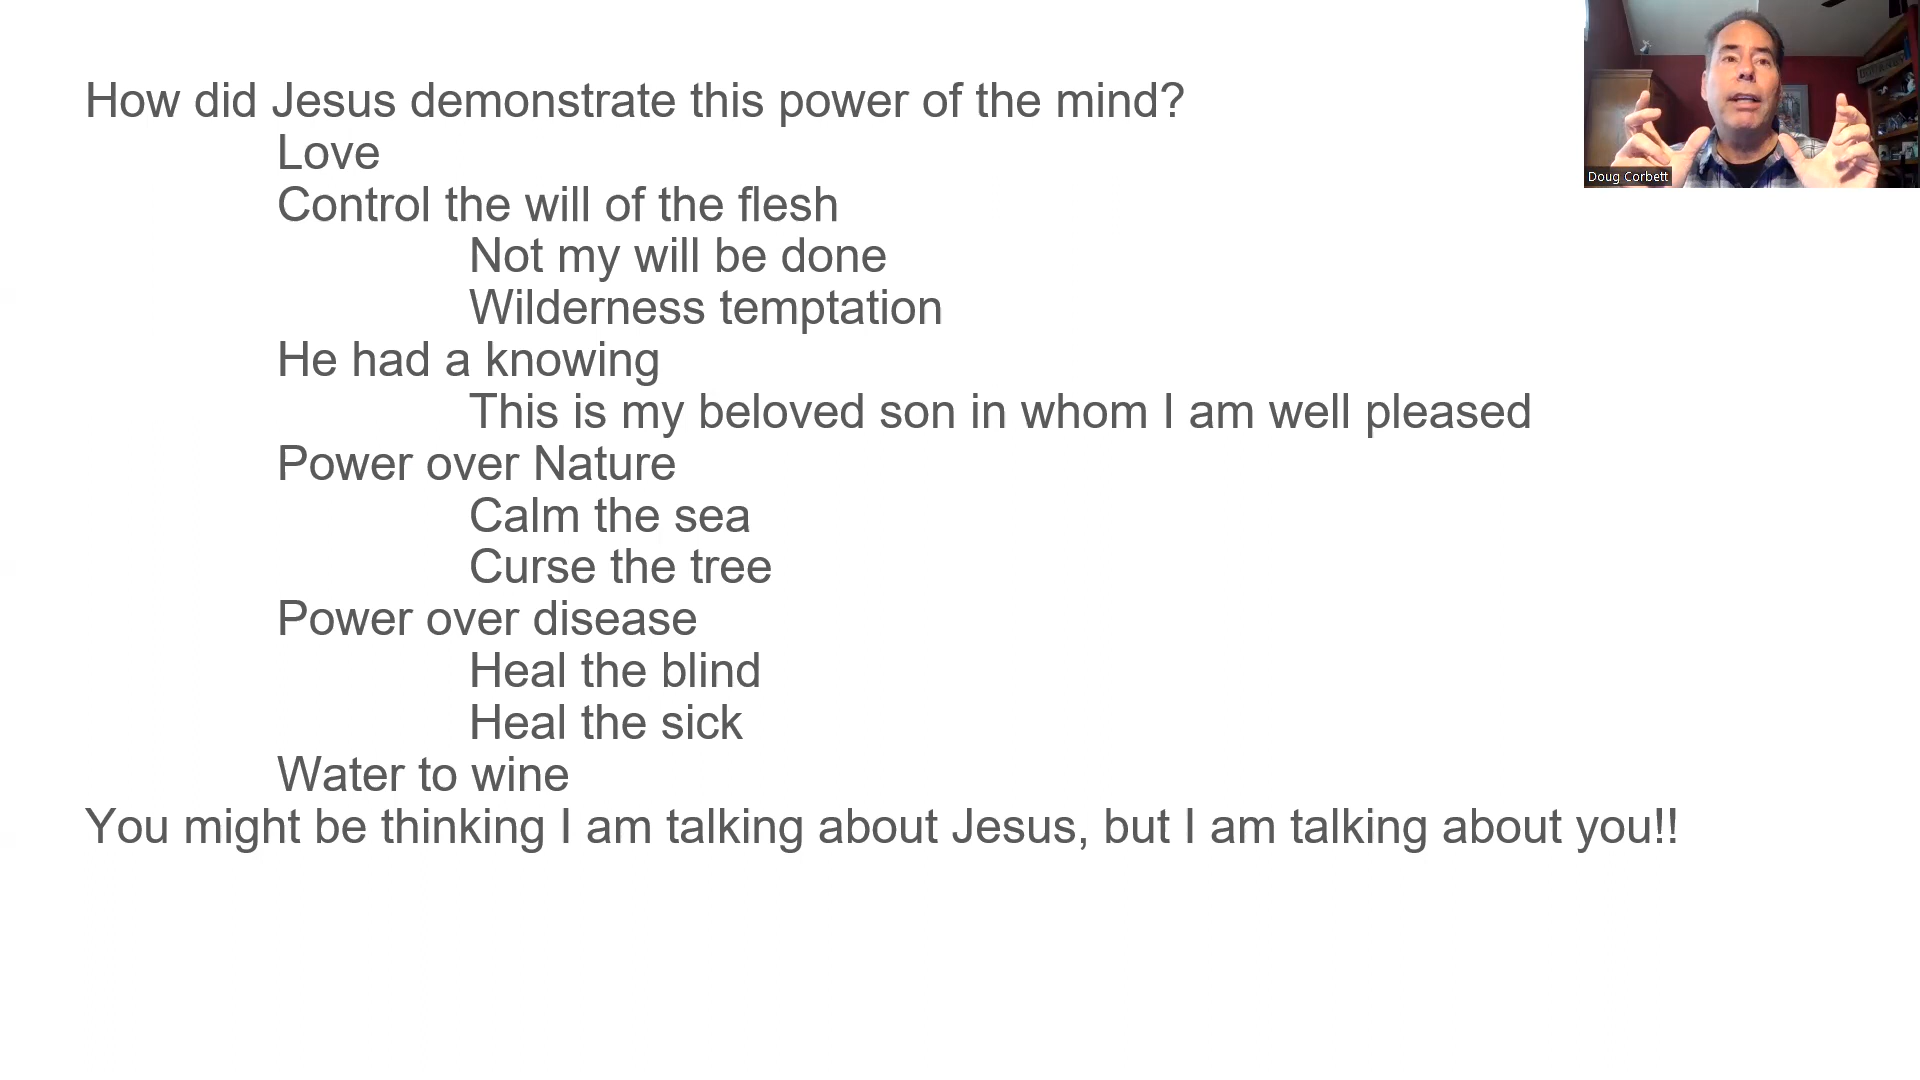 How did Jesus demonstrate this power of the mind?
Love
Control the will of the flesh
Not my will be done
Wilderness temptation
He had a knowing
This is my beloved son in whom I am well pleased
Power over Nature
Calm the sea
Curse the tree
Power over disease
Heal the blind
Heal the sick
Water to wine
You might be thinking I am talking about Jesus, but I am talking about you!!
Doug Corbett